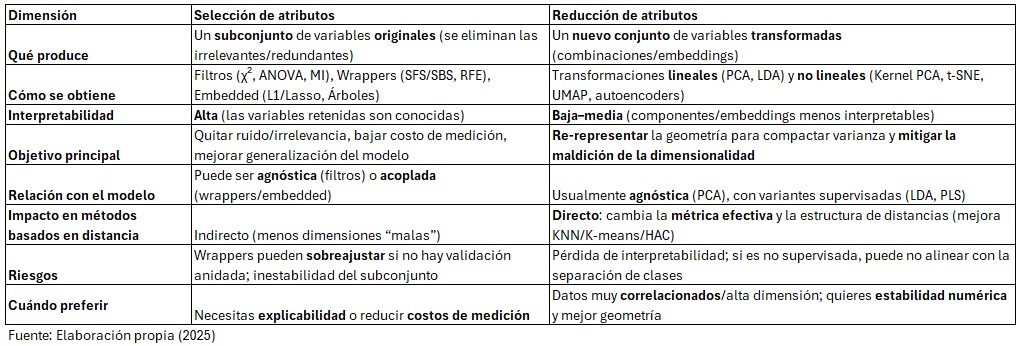 Dimensión Selección de atributos Reducción de atributos
Qué produce Un subconjunto de variables originales (se eliminan las irrelevantes/redundantes) Un nuevo conjunto de variables transformadas (combinaciones/embeddings)
Cómo se obtiene Filtros (χ², ANOVA, MI), Wrappers (SFS/SBS, RFE), Embedded (L1/Lasso, Árboles) Transformaciones lineales (PCA, LDA) y no lineales (Kernel PCA, t-SNE, UMAP, autoencoders)
Interpretabilidad Alta (las variables retenidas son conocidas) Baja–media (componentes/embeddings menos interpretables)
Objetivo principal Quitar ruido/irrelevancia, bajar costo de medición, mejorar generalización del modelo Re-representar la geometría para compactar varianza y mitigar la maldición de la dimensionalidad
Relación con el modelo Puede ser agnóstica (filtros) o acoplada (wrappers/embedded) Usualmente agnóstica (PCA), con variantes supervisadas (LDA, PLS)
Impacto en métodos basados en distancia Indirecto (menos dimensiones “malas”) Directo: cambia la métrica efectiva y la estructura de distancias (mejora KNN/K-means/HAC)
Riesgos Wrappers pueden sobreajustar si no hay validación anidada; inestabilidad del subconjunto Pérdida de interpretabilidad; si es no supervisada, puede no alinear con la separación de clases
Cuándo preferir Necesitas explicabilidad o reducir costos de medición Datos muy correlacionados/alta dimensión; quieres estabilidad numérica y mejor geometría
Fuente: Elaboración propia (2025)